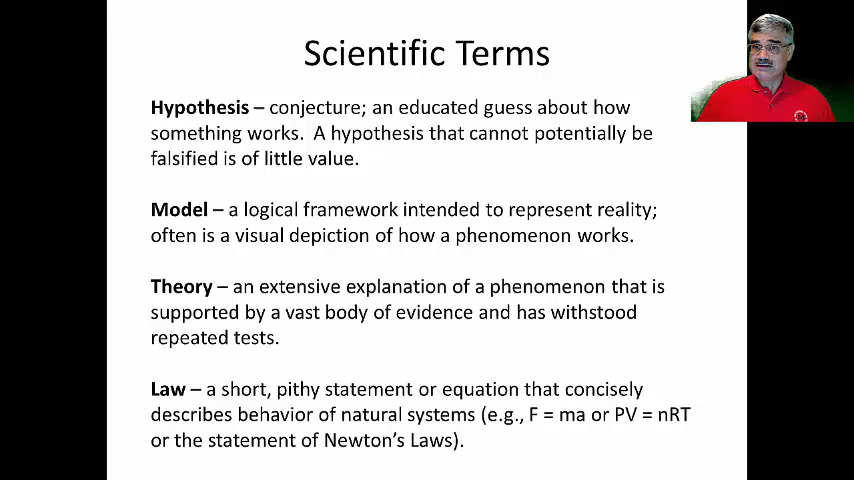 Scientific Terms
Hypothesis – conjecture; an educated guess about how
something works.  A hypothesis that cannot potentially be
falsified is of little value.
Model – a logical framework intended to represent reality;
often is a visual depiction of how a phenomenon works.
Theory – an extensive explanation of a phenomenon that is
supported by a vast body of evidence and has withstood
repeated tests.
Law – a short, pithy statement or equation that concisely
describes behavior of natural systems (e.g., F = ma or PV = nRT
or the statement of Newton's Laws).